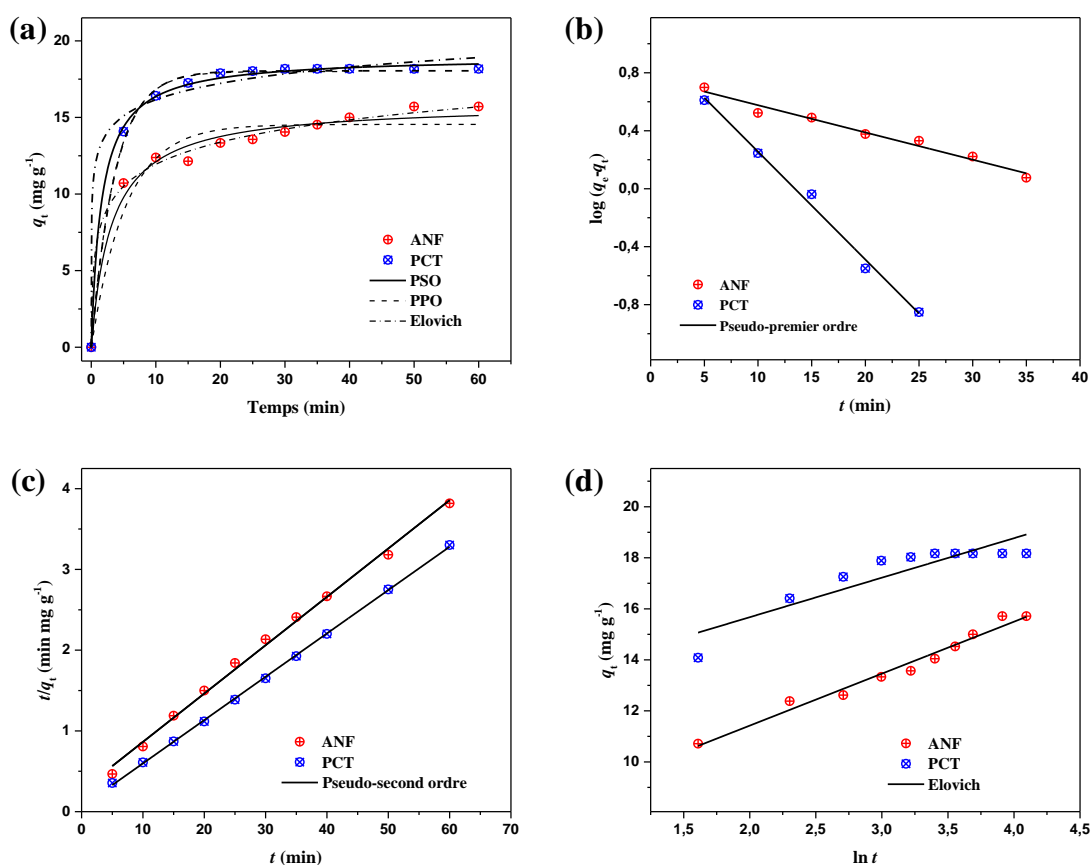 (a)
20
15
10
5
0
q_t (mg g⁻¹)
ANF
PCT
PSO
PPO
Elovich
0 10 20 30 40 50 60
Temps (min)
(b)
0,8
0,4
0,0
-0,4
-0,8
log (q_e-q_t)
ANF
PCT
Pseudo-premier ordre
0 5 10 15 20 25 30 35 40
t (min)
(c)
4
3
2
1
0
t/q_t (min mg g⁻¹)
ANF
PCT
Pseudo-second ordre
0 10 20 30 40 50 60 70
t (min)
(d)
20
18
16
14
12
10
q_t (mg g⁻¹)
ANF
PCT
Elovich
1,5 2,0 2,5 3,0 3,5 4,0 4,5
ln t